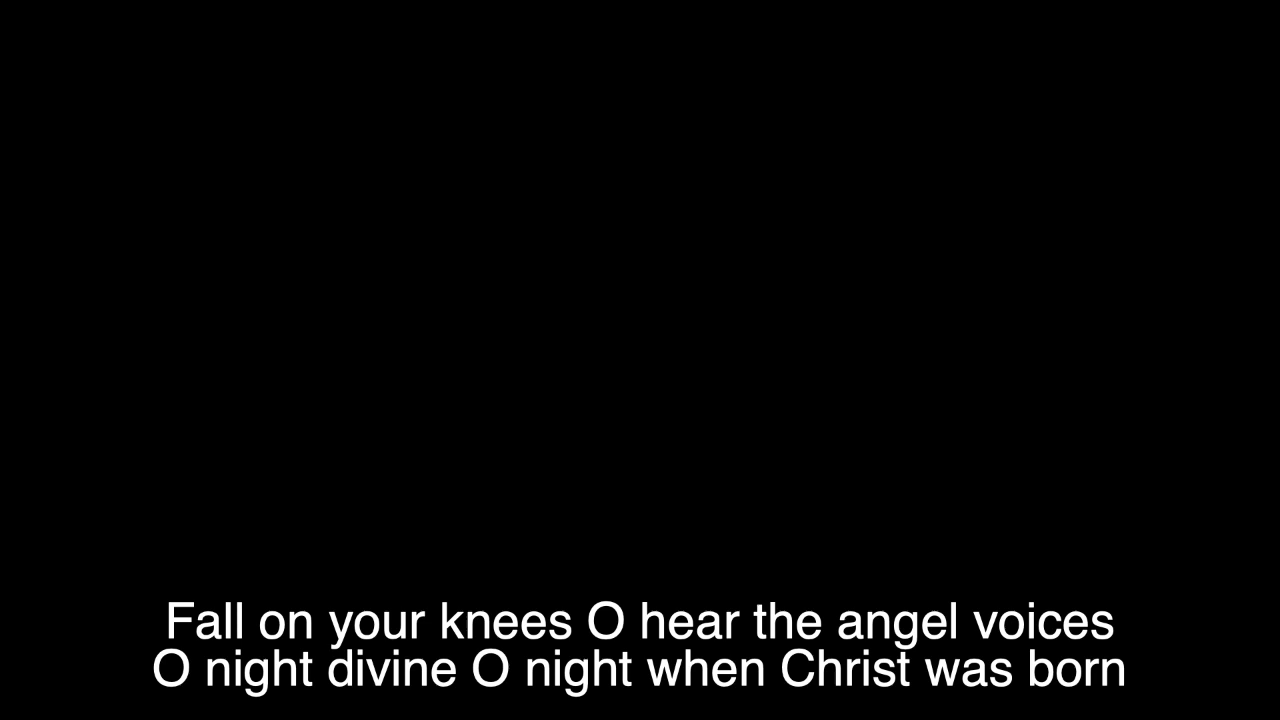 Fall on your knees O hear the angel voices
O night divine O night when Christ was born